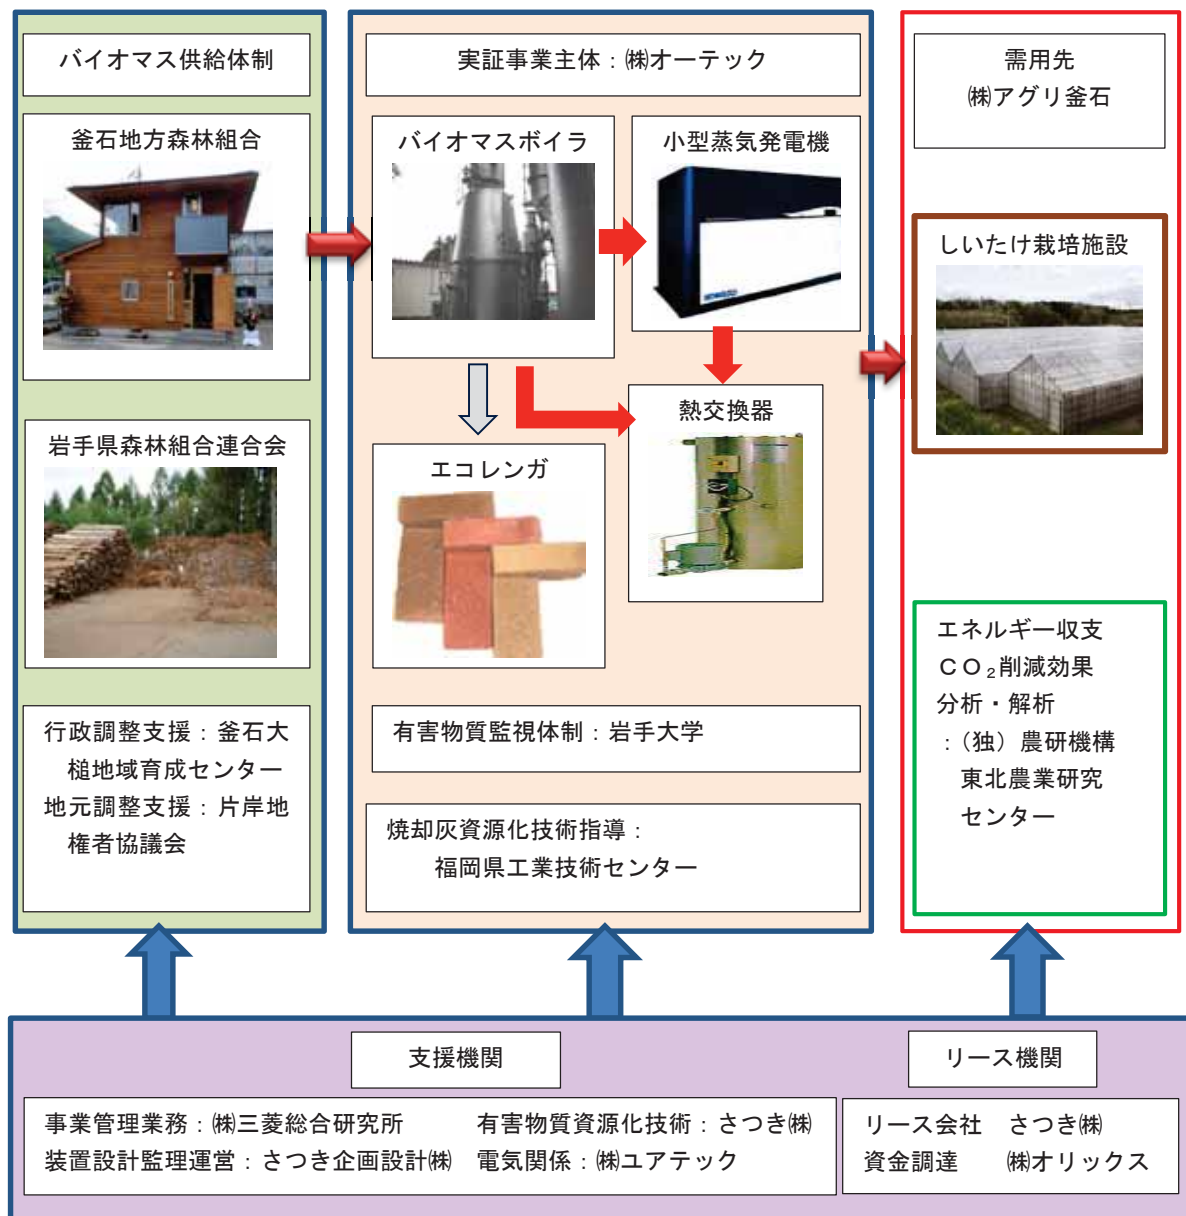 バイオマス供給体制
釜石地方森林組合
岩手県森林組合連合会
行政調整支援：釜石大
槌地域育成センター
地元調整支援：片岸地
権者協議会
実証事業主体：㈱オーテック
バイオマスボイラ
小型蒸気発電機
熱交換器
エコレンガ
有害物質監視体制：岩手大学
焼却灰資源化技術指導：
福岡県工業技術センター
需用先
㈱アグリ釜石
しいたけ栽培施設
エネルギー収支
ＣＯ₂削減効果
分析・解析
：（独）農研機構
東北農業研究
センター
支援機関
事業管理業務：㈱三菱総合研究所 有害物質資源化技術：さつき㈱
装置設計監理運営：さつき企画設計㈱ 電気関係：㈱ユアテック
リース機関
リース会社 さつき㈱
資金調達 ㈱オリックス